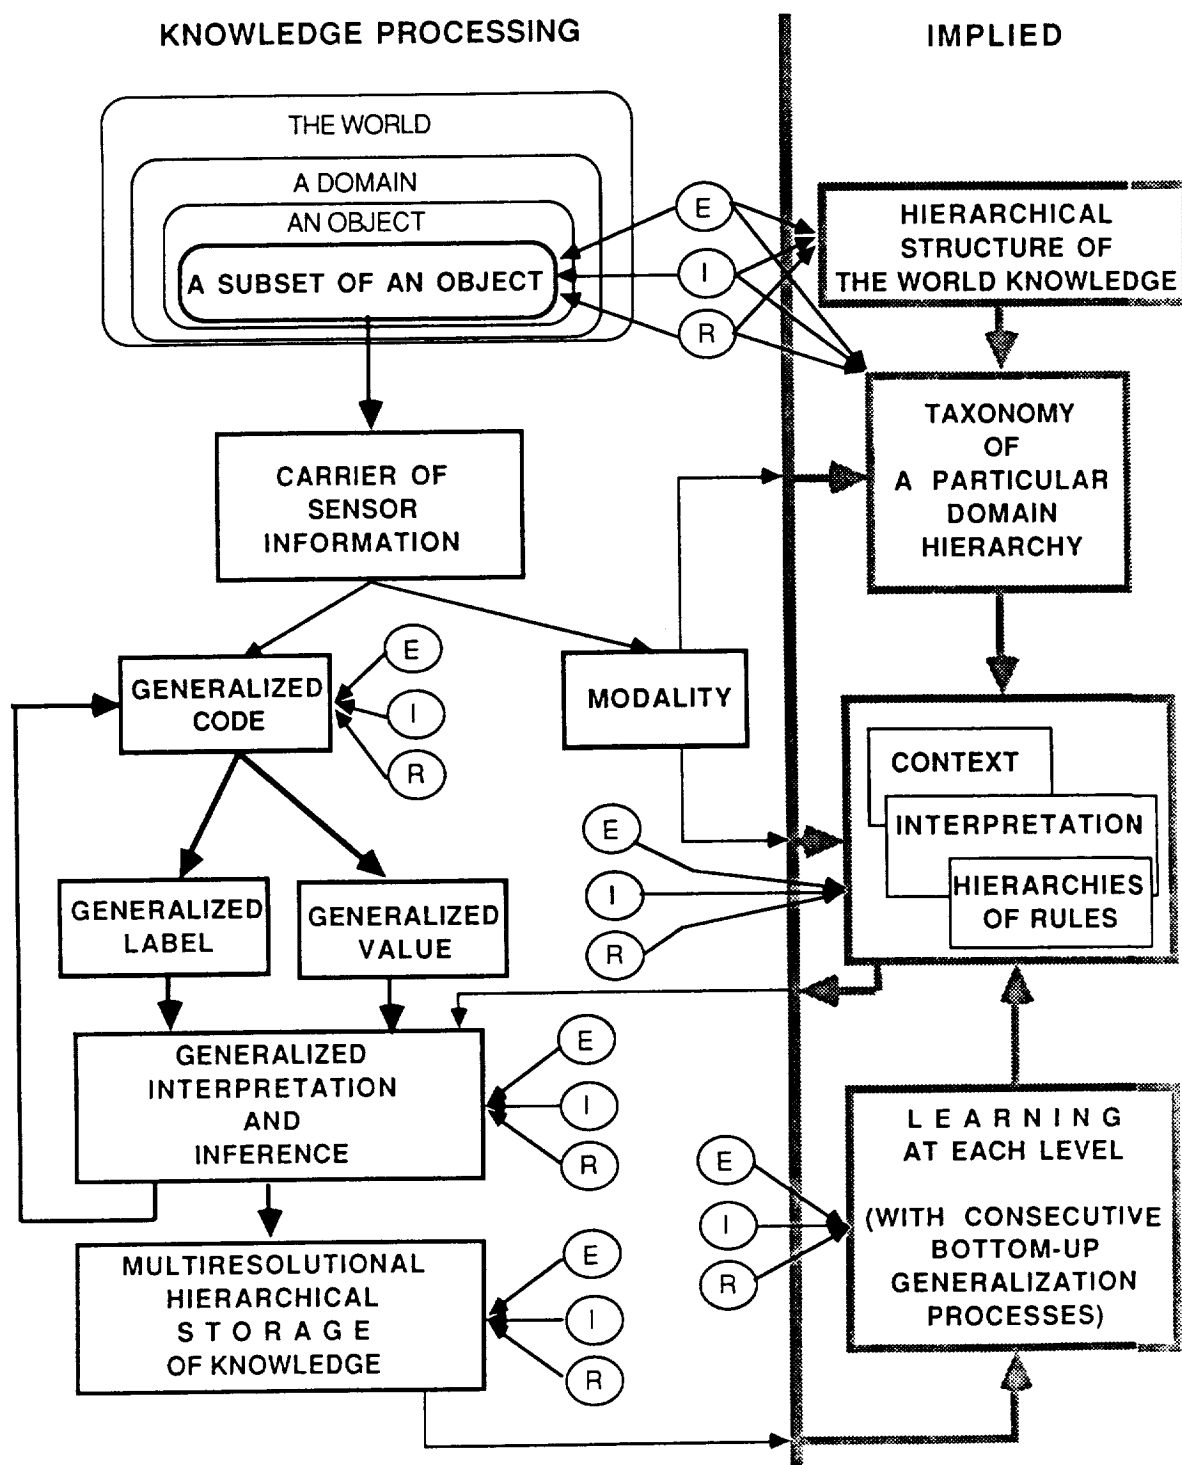 KNOWLEDGE PROCESSING
IMPLIED
THE WORLD
A DOMAIN
AN OBJECT
A SUBSET OF AN OBJECT
E
I
R
HIERARCHICAL
STRUCTURE OF
THE WORLD KNOWLEDGE
TAXONOMY
OF
A PARTICULAR
DOMAIN
HIERARCHY
CARRIER OF
SENSOR
INFORMATION
GENERALIZED
CODE
E
I
R
MODALITY
CONTEXT
INTERPRETATION
HIERARCHIES
OF RULES
E
I
R
GENERALIZED
LABEL
GENERALIZED
VALUE
GENERALIZED
INTERPRETATION
AND
INFERENCE
E
I
R
LEARNING
AT EACH LEVEL
(WITH CONSECUTIVE
BOTTOM-UP
GENERALIZATION
PROCESSES)
E
I
R
MULTIRESOLUTIONAL
HIERARCHICAL
STORAGE
OF KNOWLEDGE
E
I
R